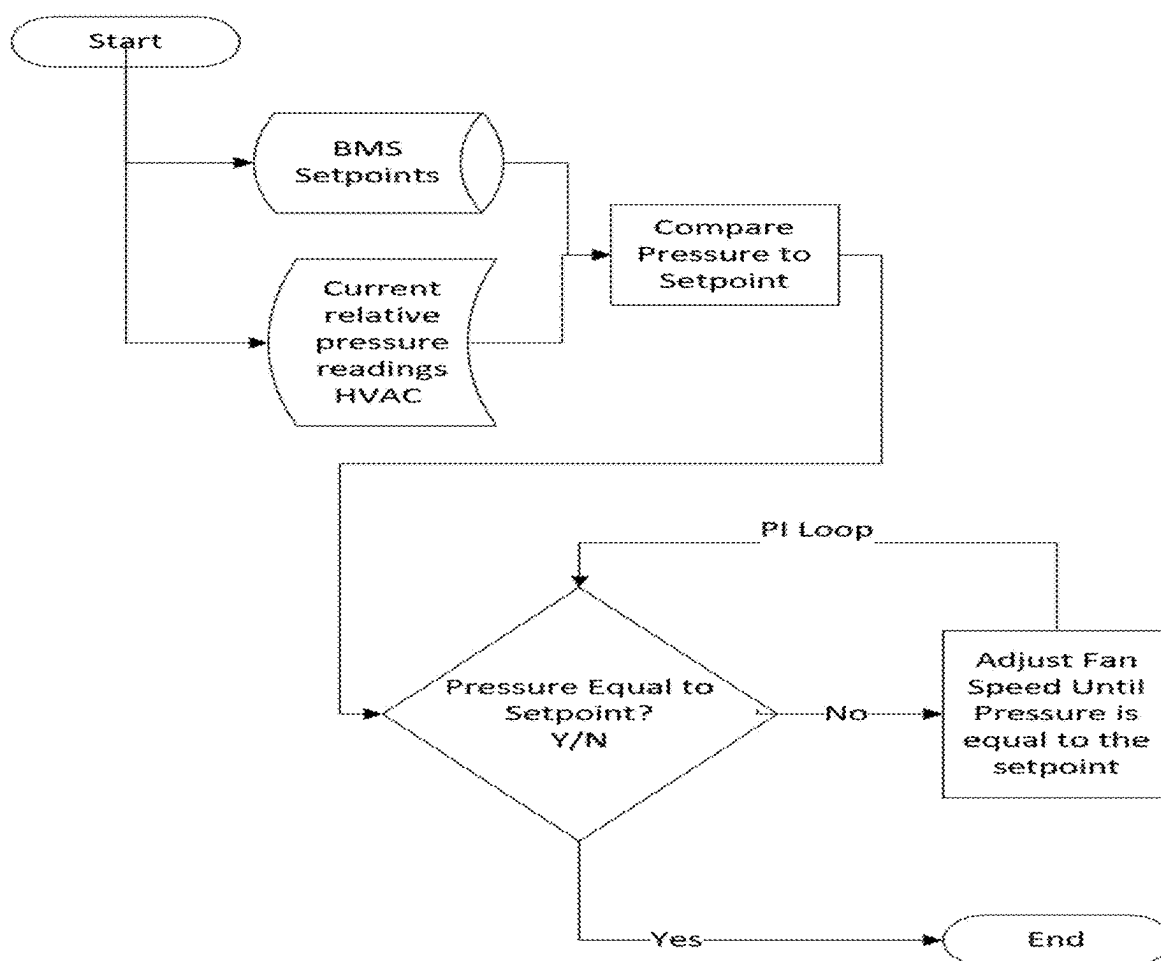 Start
BMS
Setpoints
Compare
Pressure to
Setpoint
Current
relative
pressure
readings
HVAC
PI Loop
Pressure Equal to
Setpoint?
Y/N
No
Adjust Fan
Speed Until
Pressure is
equal to the
setpoint
Yes
End